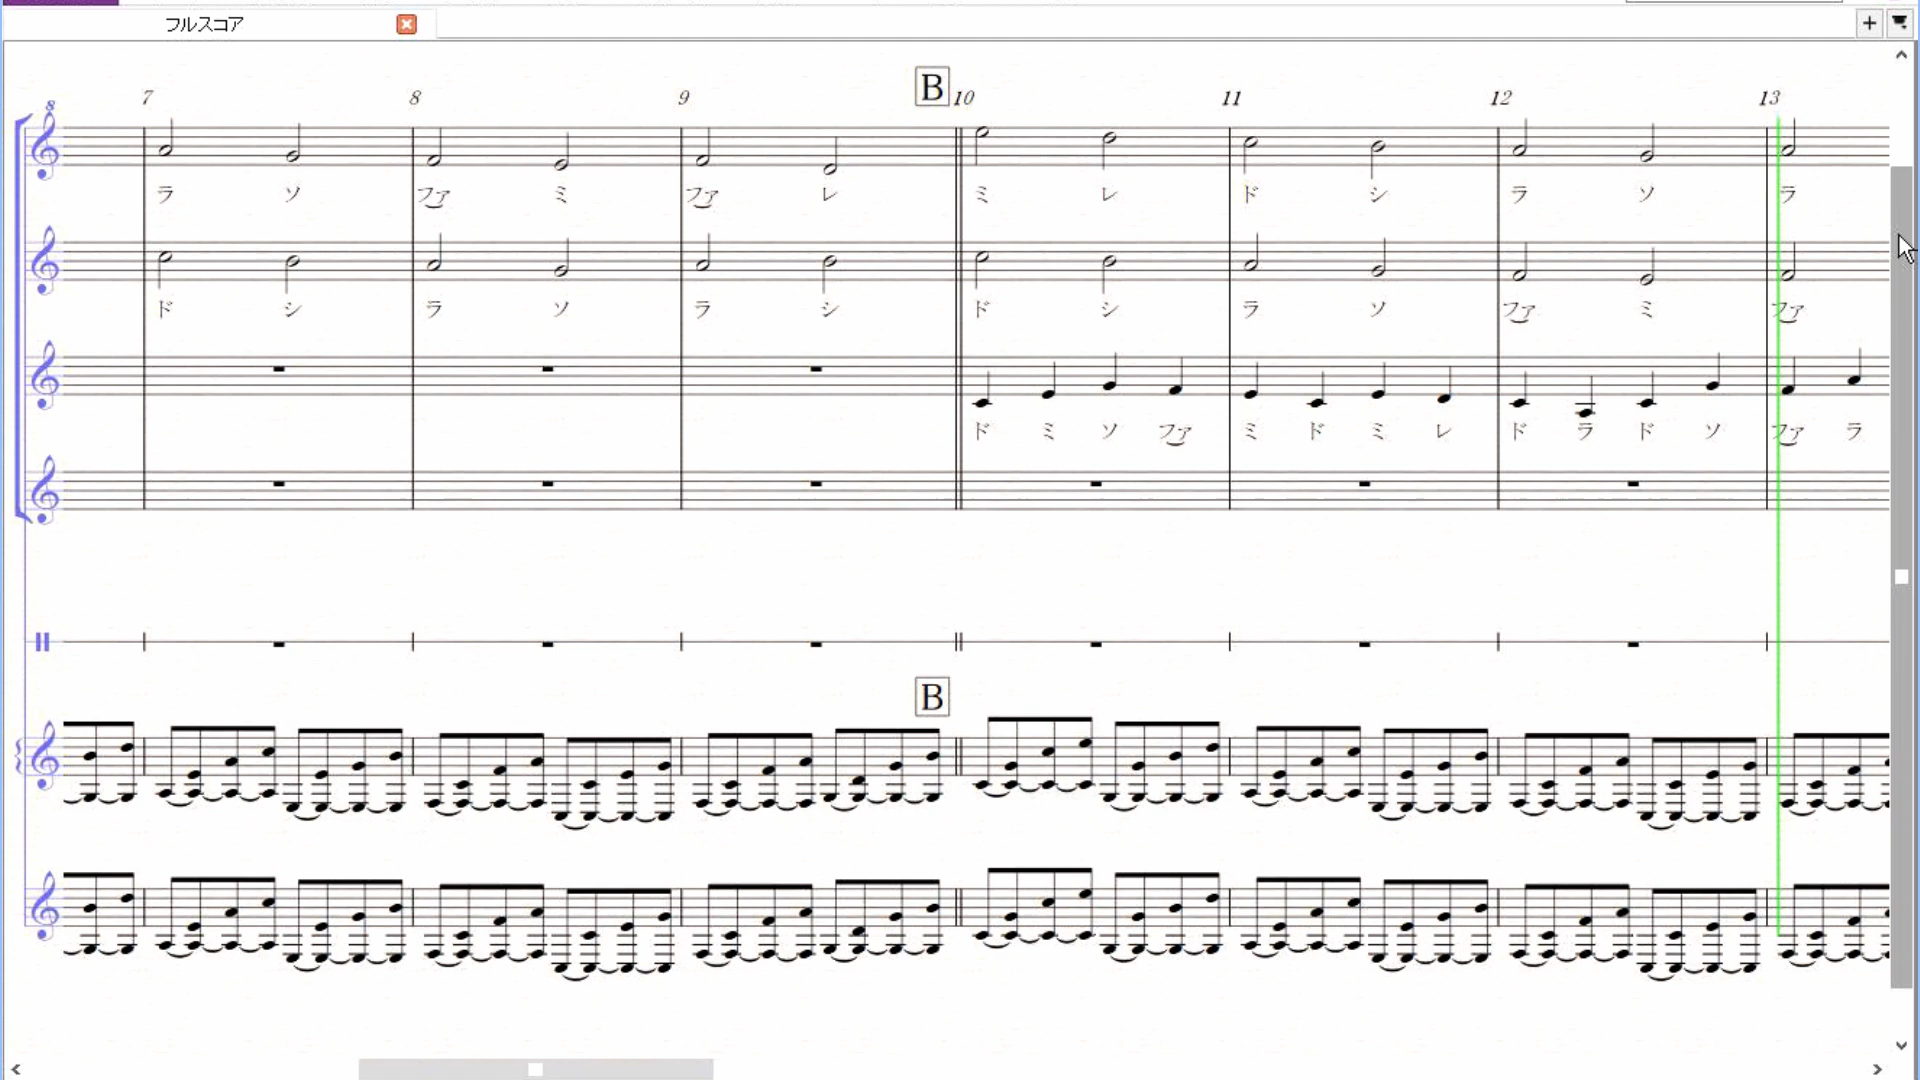 フルスコア
B
7 8 9 10 11 12 13
8
ラ ソ ファ ミ ファ レ ミ レ ド シ ラ ソ ラ
ド シ ラ ソ ラ シ ド シ ラ ソ ファ ミ ファ
ド ミ ソ ファ ミ ド ミ レ ド ラ ド ソ ファ ラ
B